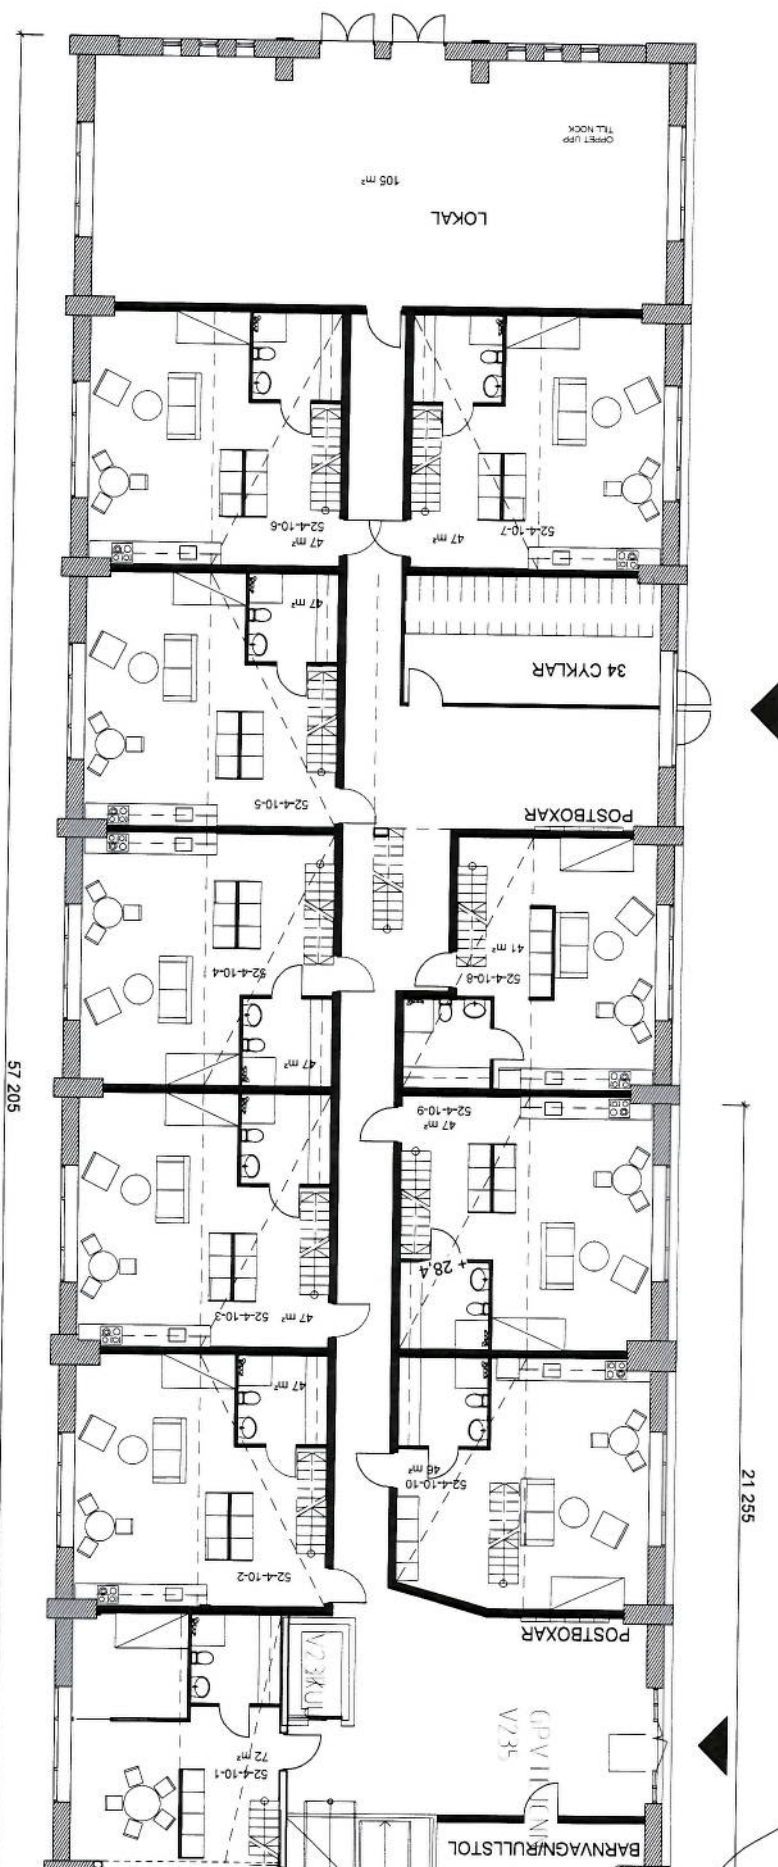 ÖPPET UPP
TILL NOCK
105 m²
LOKAL
52-4-10-6
47 m²
52-4-10-7
47 m²
47 m²
34 CYKLAR
52-4-10-5
POSTBOXAR
52-4-10-4
41 m²
52-4-10-8
47 m²
57 205
52-4-10-9
47 m²
+ 28,4
52-4-10-3
47 m²
47 m²
46 m²
52-4-10-10
21 255
52-4-10-2
POSTBOXAR
V23KUL
V235
72 m²
52-4-10-1
BARNVAGN/RULLSTOL